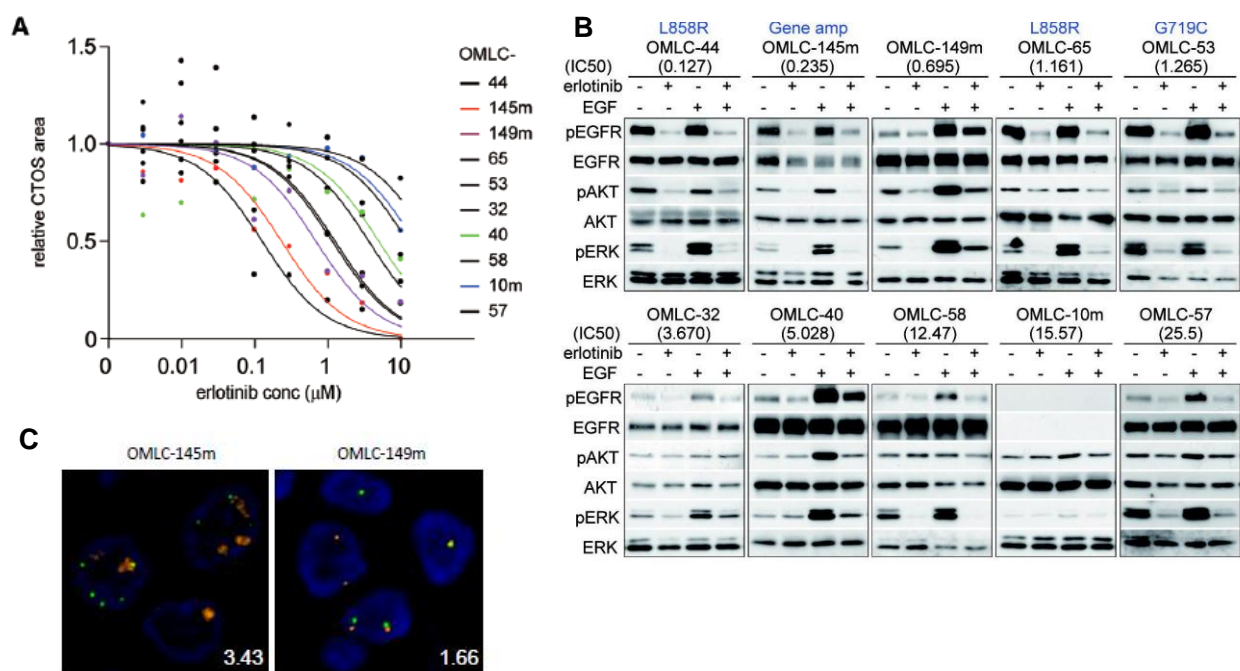 A
1.5
1.0
0.5
0
relative CTOS area
0 0.01 0.1 1 10
erlotinib conc (μM)
OMLC-
44
145m
149m
65
53
32
40
58
10m
57
B
L858R Gene amp L858R G719C
OMLC-44 OMLC-145m OMLC-149m OMLC-65 OMLC-53
(IC50) (0.127) (0.235) (0.695) (1.161) (1.265)
erlotinib - + - + - + - + - + - + - + - + - + - +
EGF - - + + - - + + - - + + - - + + - - + +
pEGFR
EGFR
pAKT
AKT
pERK
ERK
OMLC-32 OMLC-40 OMLC-58 OMLC-10m OMLC-57
(IC50) (3.670) (5.028) (12.47) (15.57) (25.5)
erlotinib - + - + - + - + - + - + - + - + - + - +
EGF - - + + - - + + - - + + - - + + - - + +
pEGFR
EGFR
pAKT
AKT
pERK
ERK
C
OMLC-145m OMLC-149m
3.43 1.66